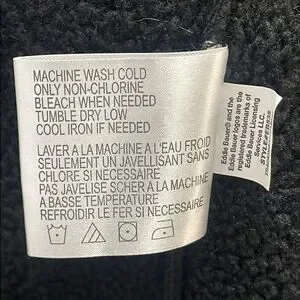 MACHINE WASH COLD
ONLY NON-CHLORINE
BLEACH WHEN NEEDED
TUMBLE DRY LOW
COOL IRON IF NEEDED
LAVER A LA MACHINE A L'EAU FROID
SEULEMENT UN JAVELLISANT SANS
CHLORE SI NECESSAIRE
PAS JAVELISE SCHER A LA MACHINE
A BASSE TEMPERATURE
REFROIDIR LE FER SI NECESSAIRE
Eddie Bauer® and the
Eddie Bauer logos are the
registered trademarks of
Eddie Bauer Licensing
Services LLC.